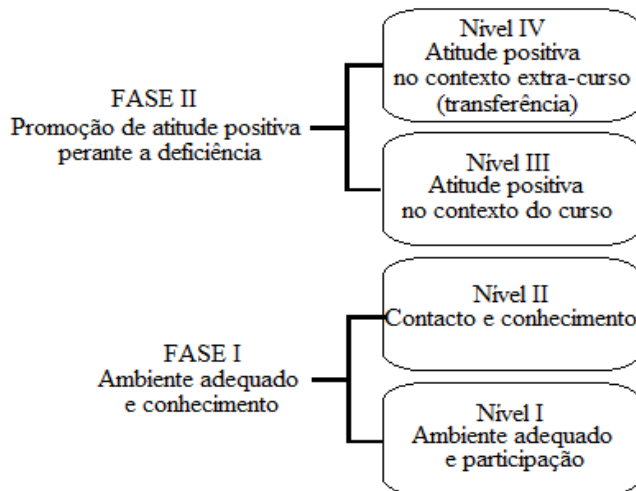 Nível IV
Atitude positiva
no contexto extra-curso
(transferência)
FASE II
Promoção de atitude positiva
perante a deficiência
Nível III
Atitude positiva
no contexto do curso
Nível II
Contacto e conhecimento
FASE I
Ambiente adequado
e conhecimento
Nível I
Ambiente adequado
e participação